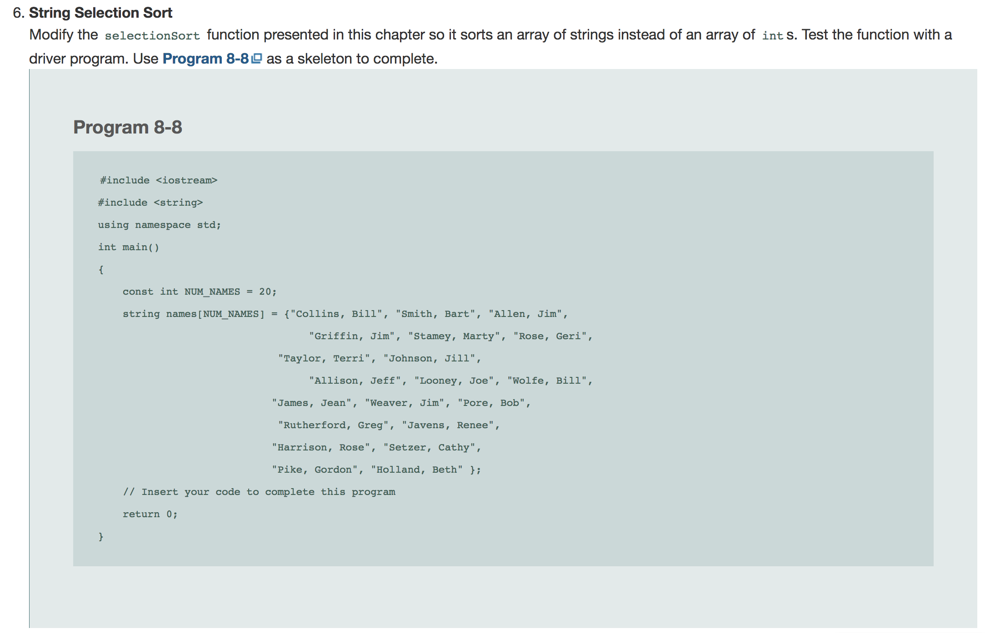 6. String Selection Sort
Modify the selectionSort function presented in this chapter so it sorts an array of strings instead of an array of int s. Test the function with a
driver program. Use Program 8-8 as a skeleton to complete.
Program 8-8
#include <iostream>
#include <string>
using namespace std;
int main()
{
    const int NUM_NAMES = 20;
    string names[NUM_NAMES] = {"Collins, Bill", "Smith, Bart", "Allen, Jim",
                                  "Griffin, Jim", "Stamey, Marty", "Rose, Geri",
                             "Taylor, Terri", "Johnson, Jill",
                                  "Allison, Jeff", "Looney, Joe", "Wolfe, Bill",
                            "James, Jean", "Weaver, Jim", "Pore, Bob",
                             "Rutherford, Greg", "Javens, Renee",
                            "Harrison, Rose", "Setzer, Cathy",
                            "Pike, Gordon", "Holland, Beth" };
    // Insert your code to complete this program
    return 0;
}